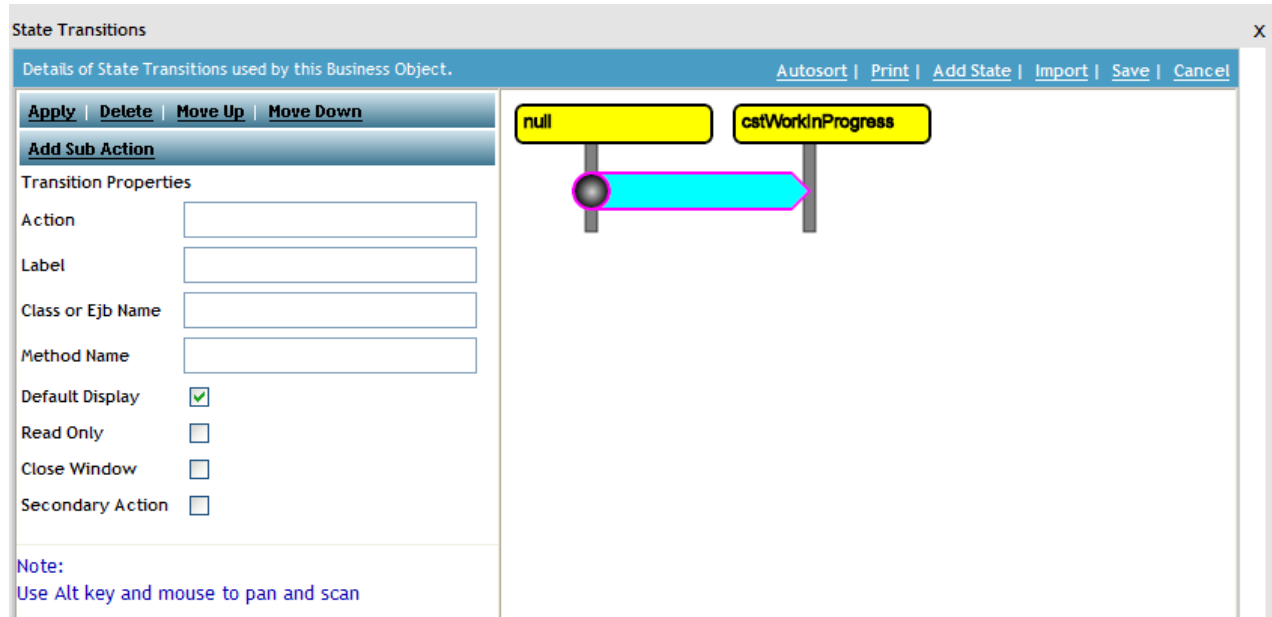 State Transitions X
Details of State Transitions used by this Business Object. Autosort | Print | Add State | Import | Save | Cancel
Apply | Delete | Move Up | Move Down
Add Sub Action
Transition Properties
Action
Label
Class or Ejb Name
Method Name
Default Display
Read Only
Close Window
Secondary Action
Note:
Use Alt key and mouse to pan and scan
null
cstWorkInProgress